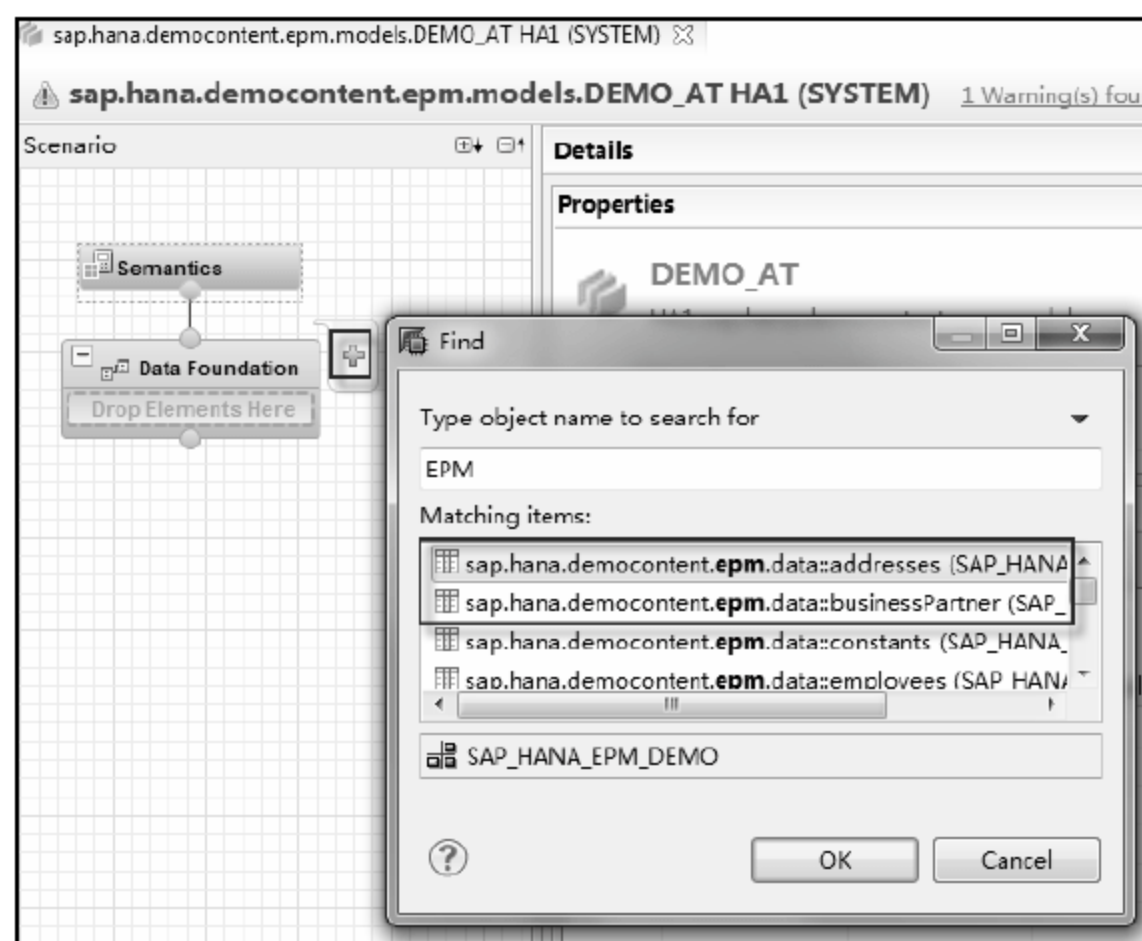 sap.hana.democontent.epm.models.DEMO_AT HA1 (SYSTEM)
sap.hana.democontent.epm.models.DEMO_AT HA1 (SYSTEM) 1 Warning(s)
Scenario
Details
Properties
Semantics
DEMO_AT
Data Foundation
Drop Elements Here
Find
Type object name to search for
EPM
Matching items:
sap.hana.democontent.epm.data::addresses (SAP_HANA
sap.hana.democontent.epm.data::businessPartner (SAP_
sap.hana.democontent.epm.data::constants (SAP_HANA_
sap.hana.democontent.epm.data::employees (SAP_HANA
SAP_HANA_EPM_DEMO
OK
Cancel